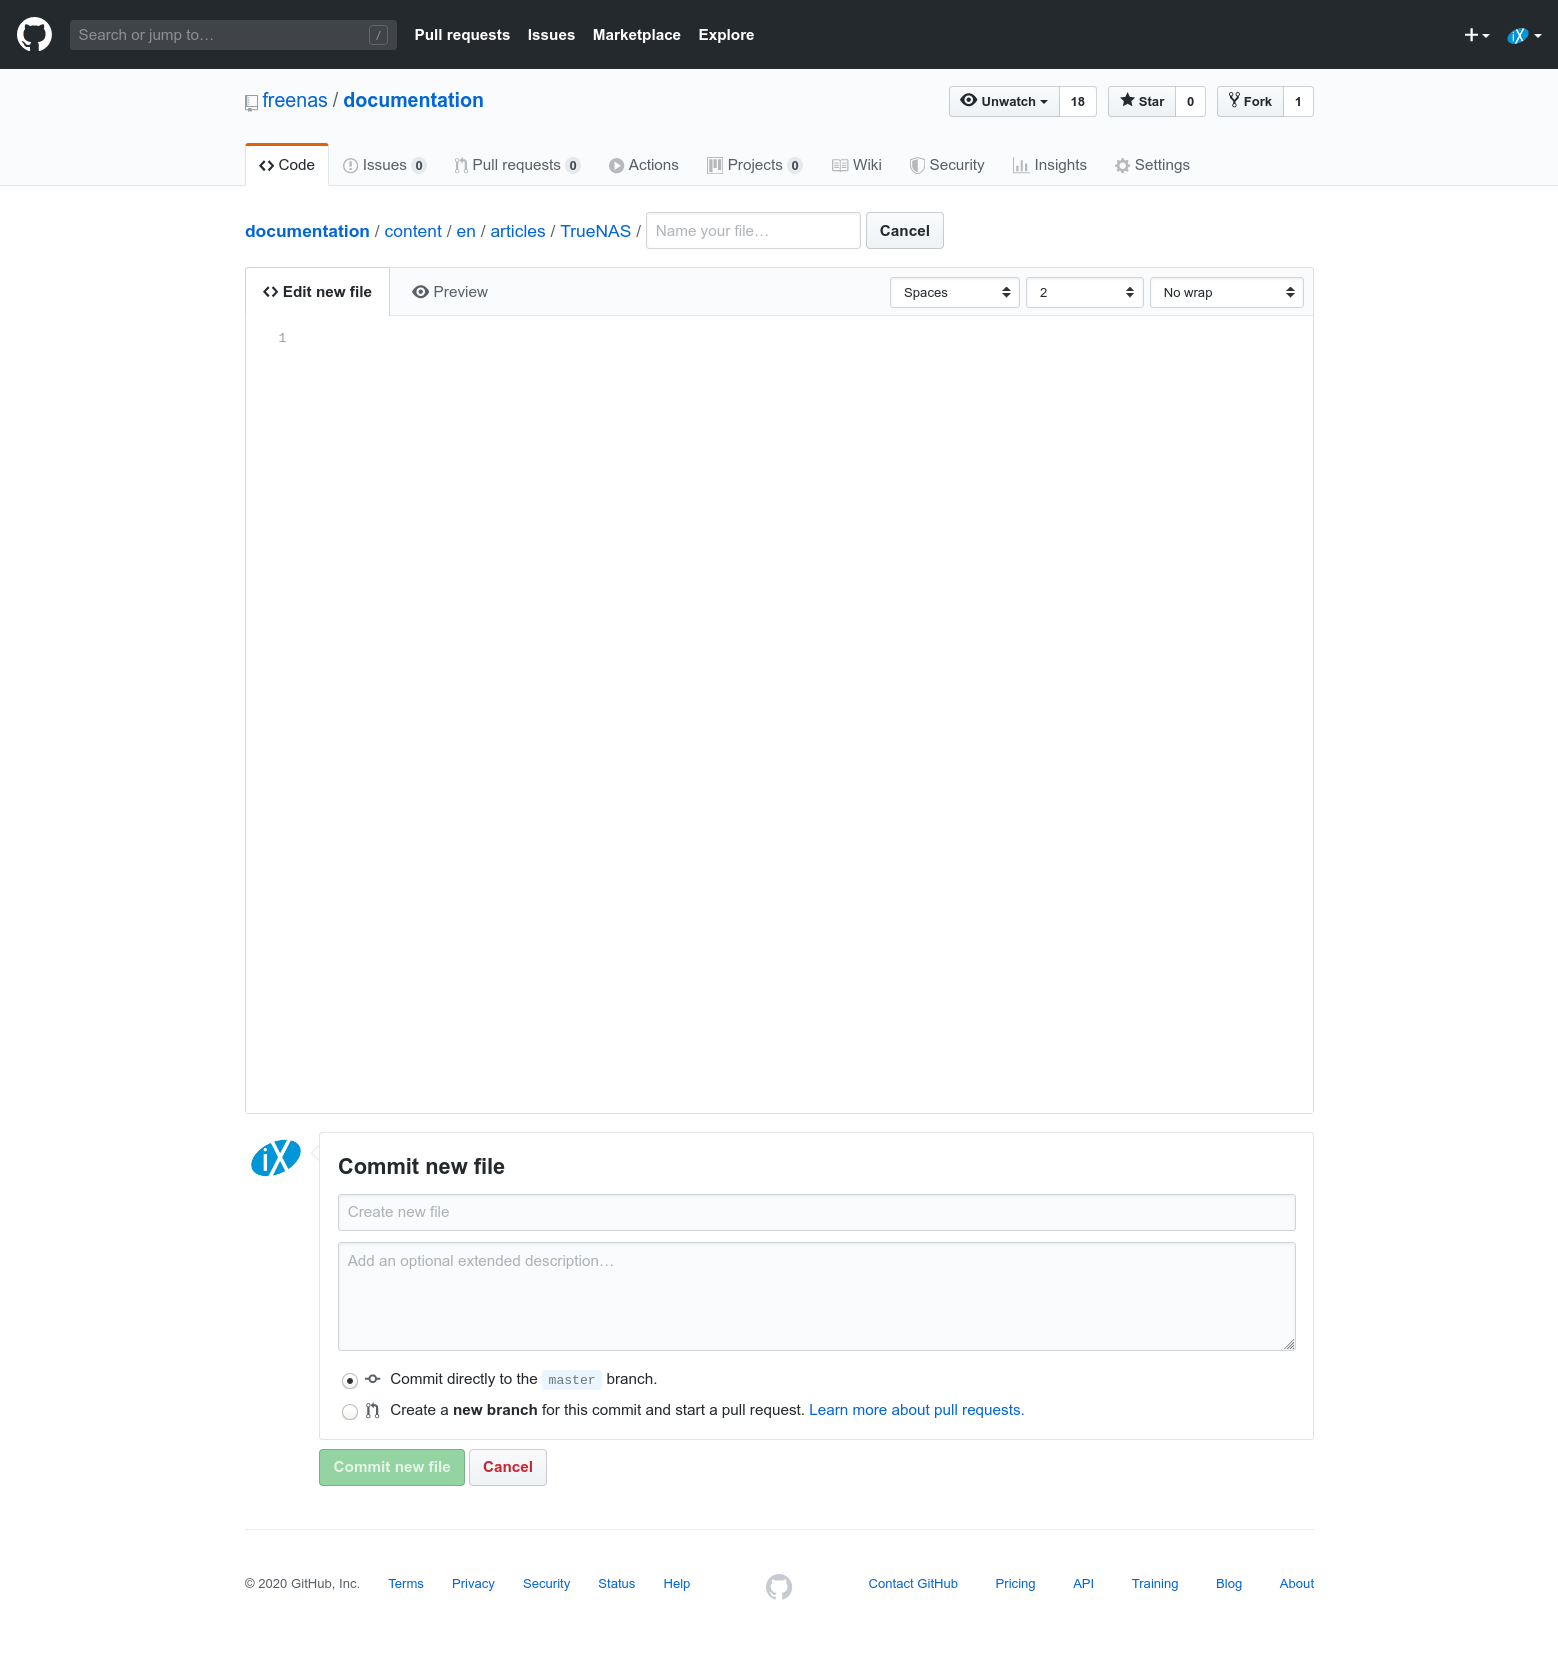 Search or jump to… / Pull requests Issues Marketplace Explore
freenas / documentation Unwatch 18 Star 0 Fork 1
Code Issues 0 Pull requests 0 Actions Projects 0 Wiki Security Insights Settings
documentation / content / en / articles / TrueNAS / Name your file… Cancel
Edit new file Preview Spaces 2 No wrap
1
iX Commit new file
Create new file
Add an optional extended description…
Commit directly to the master branch.
Create a new branch for this commit and start a pull request. Learn more about pull requests.
Commit new file Cancel
© 2020 GitHub, Inc. Terms Privacy Security Status Help Contact GitHub Pricing API Training Blog About